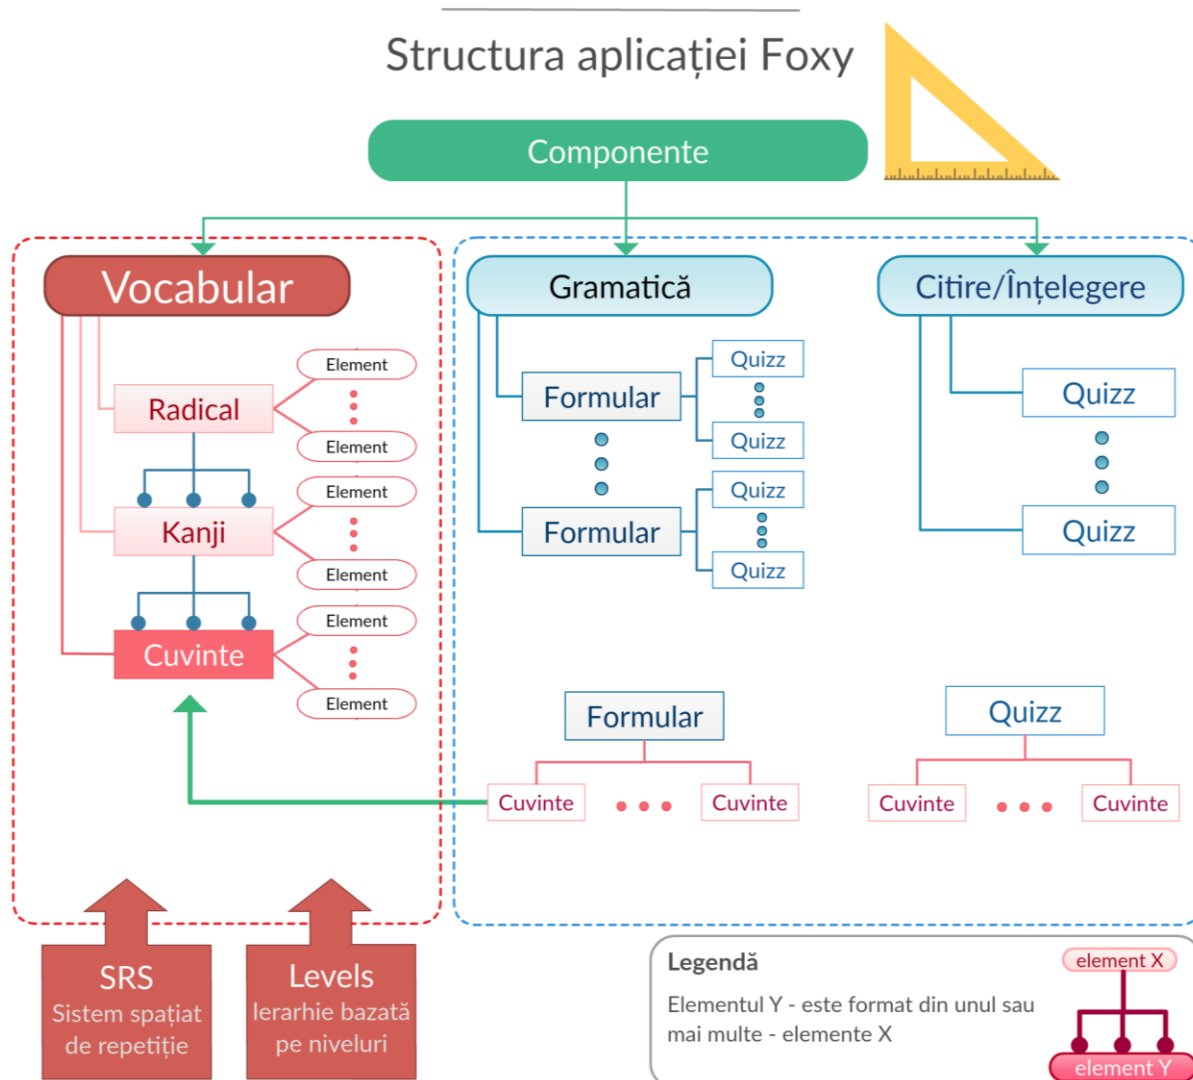 Structura aplicației Foxy
Componente
Vocabular
Radical
Element
Element
Kanji
Element
Element
Cuvinte
Element
Element
Gramatică
Formular
Quizz
Quizz
Formular
Quizz
Quizz
Formular
Cuvinte
Cuvinte
Citire/Înțelegere
Quizz
Quizz
Quizz
Cuvinte
Cuvinte
SRS
Sistem spațiat
de repetiție
Levels
Ierarhie bazată
pe niveluri
Legendă
Elementul Y - este format din unul sau
mai multe - elemente X
element X
element Y